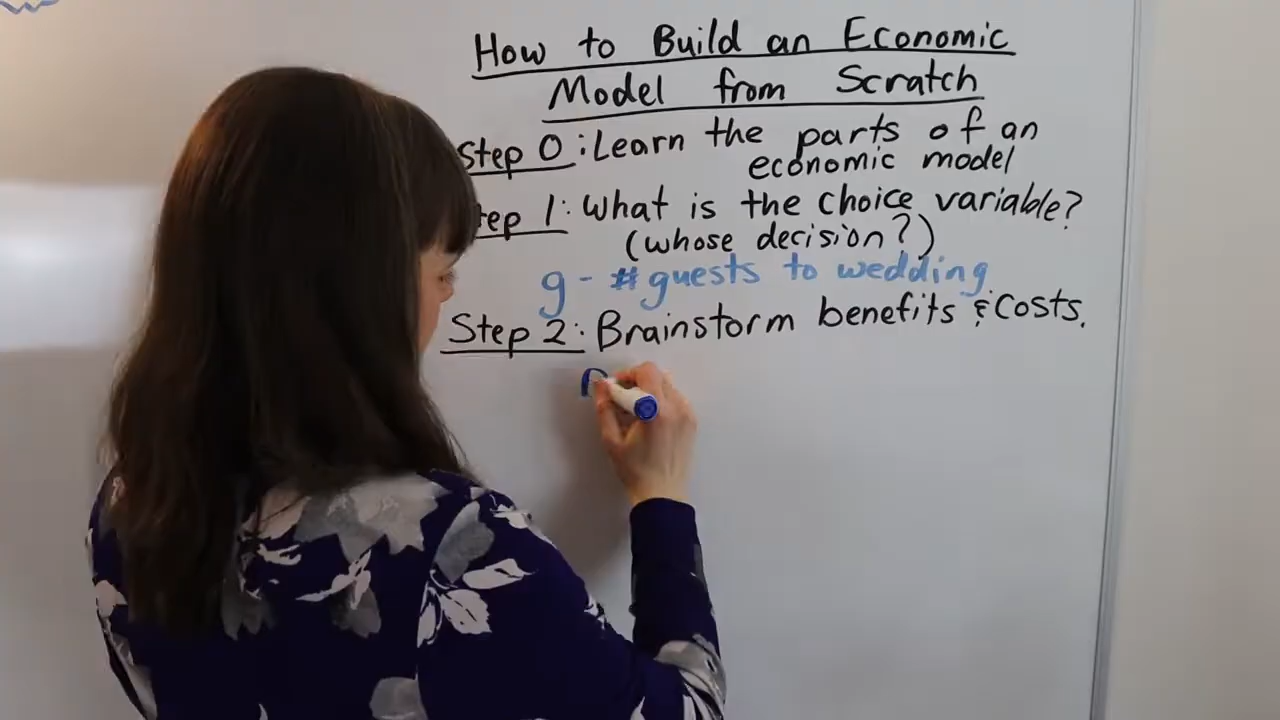 How to Build an Economic
Model from Scratch
Step 0: Learn the parts of an
economic model
Step 1: What is the choice variable?
(whose decision?)
g - # guests to wedding
Step 2: Brainstorm benefits & costs.